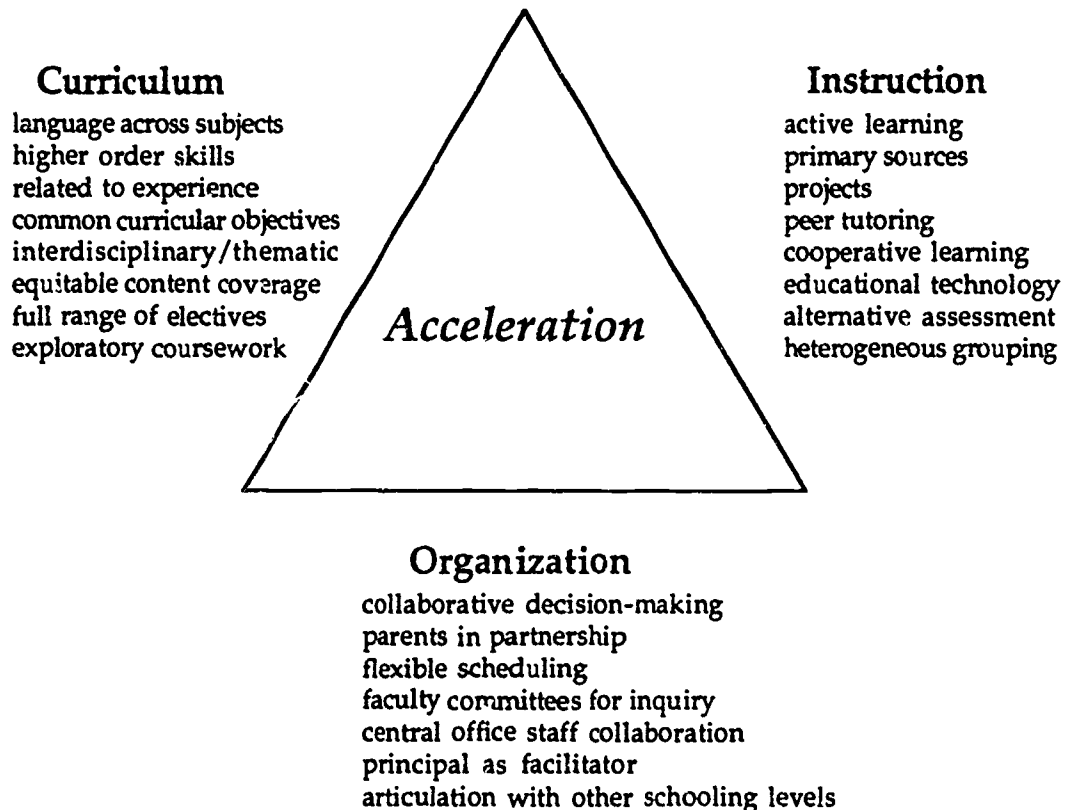 Curriculum
language across subjects
higher order skills
related to experience
common curricular objectives
interdisciplinary/thematic
equitable content coverage
full range of electives
exploratory coursework
Instruction
active learning
primary sources
projects
peer tutoring
cooperative learning
educational technology
alternative assessment
heterogeneous grouping
Acceleration
Organization
collaborative decision-making
parents in partnership
flexible scheduling
faculty committees for inquiry
central office staff collaboration
principal as facilitator
articulation with other schooling levels